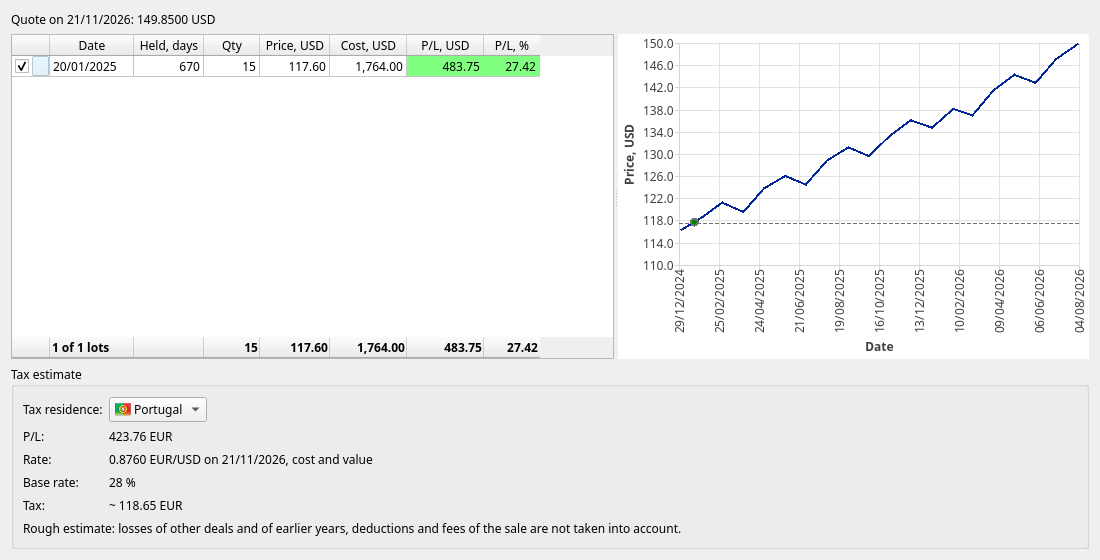 Quote on 21/11/2026: 149.8500 USD
Date Held, days Qty Price, USD Cost, USD P/L, USD P/L, %
20/01/2025 670 15 117.60 1,764.00 483.75 27.42
1 of 1 lots 15 117.60 1,764.00 483.75 27.42
Price, USD
150.0
146.0
142.0
138.0
134.0
130.0
126.0
122.0
118.0
114.0
110.0
29/12/2024
25/02/2025
24/04/2025
21/06/2025
19/08/2025
16/10/2025
13/12/2025
10/02/2026
09/04/2026
06/06/2026
04/08/2026
Date
Tax estimate
Tax residence: Portugal
P/L: 423.76 EUR
Rate: 0.8760 EUR/USD on 21/11/2026, cost and value
Base rate: 28 %
Tax: ~ 118.65 EUR
Rough estimate: losses of other deals and of earlier years, deductions and fees of the sale are not taken into account.